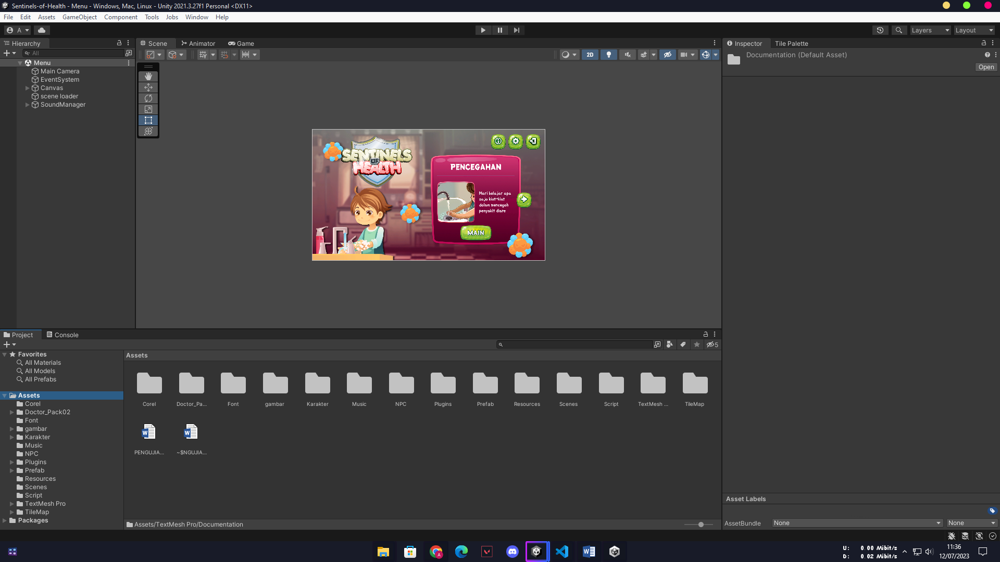 Sentinels-of-Health - Menu - Windows, Mac, Linux - Unity 2021.3.27f1 Personal <DX11>
File Edit Assets GameObject Component Tools Jobs Window Help
A
Layers
Layout
Hierarchy
All
Menu
Main Camera
EventSystem
Canvas
scene loader
SoundManager
Scene
Animator
Game
2D
SENTINELS
OF
HEALTH
PENCEGAHAN
Mari belajar apa
saja kiat-kiat
dalam mencegah
penyakit diare
MAIN
Inspector
Tile Palette
Documentation (Default Asset)
Open
Project
Console
5
Favorites
All Materials
All Models
All Prefabs
Assets
Corel
Doctor_Pack02
Font
gambar
Karakter
Music
NPC
Plugins
Prefab
Resources
Scenes
Script
TextMesh Pro
TileMap
Packages
Assets
Corel
Doctor_Pa...
Font
gambar
Karakter
Music
NPC
Plugins
Prefab
Resources
Scenes
Script
TextMesh ...
TileMap
PENGUJIA...
~$NGUJIA...
Assets/TextMesh Pro/Documentation
Asset Labels
AssetBundle
None
None
U: 0.00 Mibit/s
D: 0.02 Mibit/s
11:36
12/07/2023